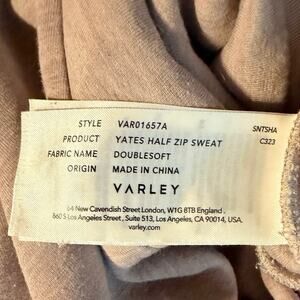 STYLE VAR01657A
PRODUCT YATES HALF ZIP SWEAT
FABRIC NAME DOUBLESOFT
ORIGIN MADE IN CHINA
SNTSHA
C323
VARLEY
64 New Cavendish Street London, W1G 8TB England.
860 S Los Angeles Street, Suite 513, Los Angeles, CA 90014, USA.
varley.com